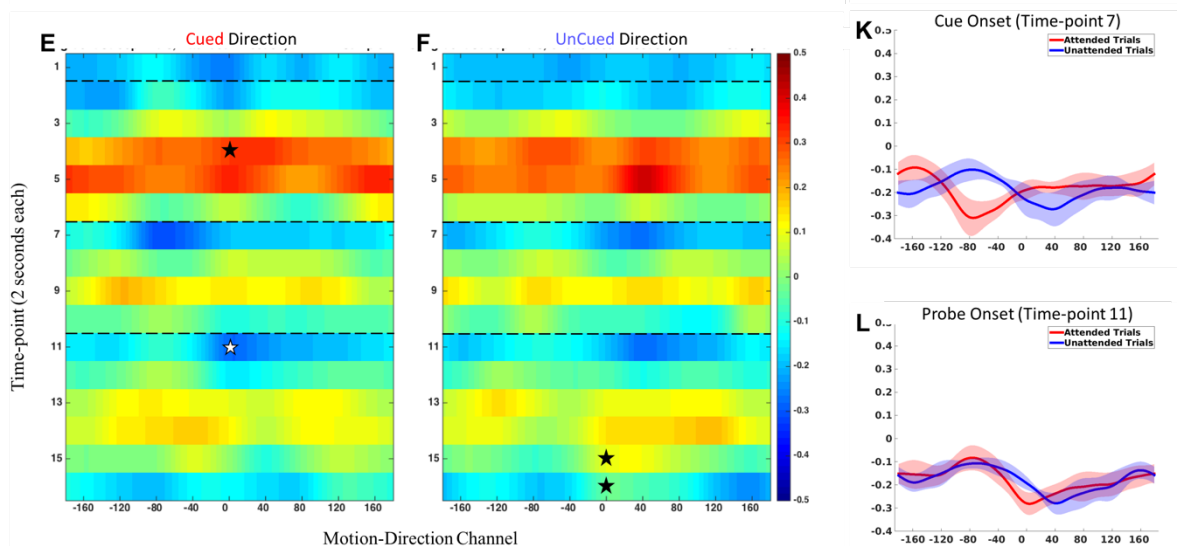 E
Cued Direction
F
UnCued Direction
Time-point (2 seconds each)
1
3
5
7
9
11
13
15
-160 -120 -80 -40 0 40 80 120 160
1
3
5
7
9
11
13
15
-160 -120 -80 -40 0 40 80 120 160
0.5
0.4
0.3
0.2
0.1
0
-0.1
-0.2
-0.3
-0.4
-0.5
Motion-Direction Channel
K
Cue Onset (Time-point 7)
Attended Trials
Unattended Trials
0.5
0.4
0.3
0.2
0.1
0
-0.1
-0.2
-0.3
-0.4
-160 -120 -80 -40 0 40 80 120 160
L
Probe Onset (Time-point 11)
Attended Trials
Unattended Trials
0.4
0.3
0.2
0.1
0
-0.1
-0.2
-0.3
-0.4
-160 -120 -80 -40 0 40 80 120 160